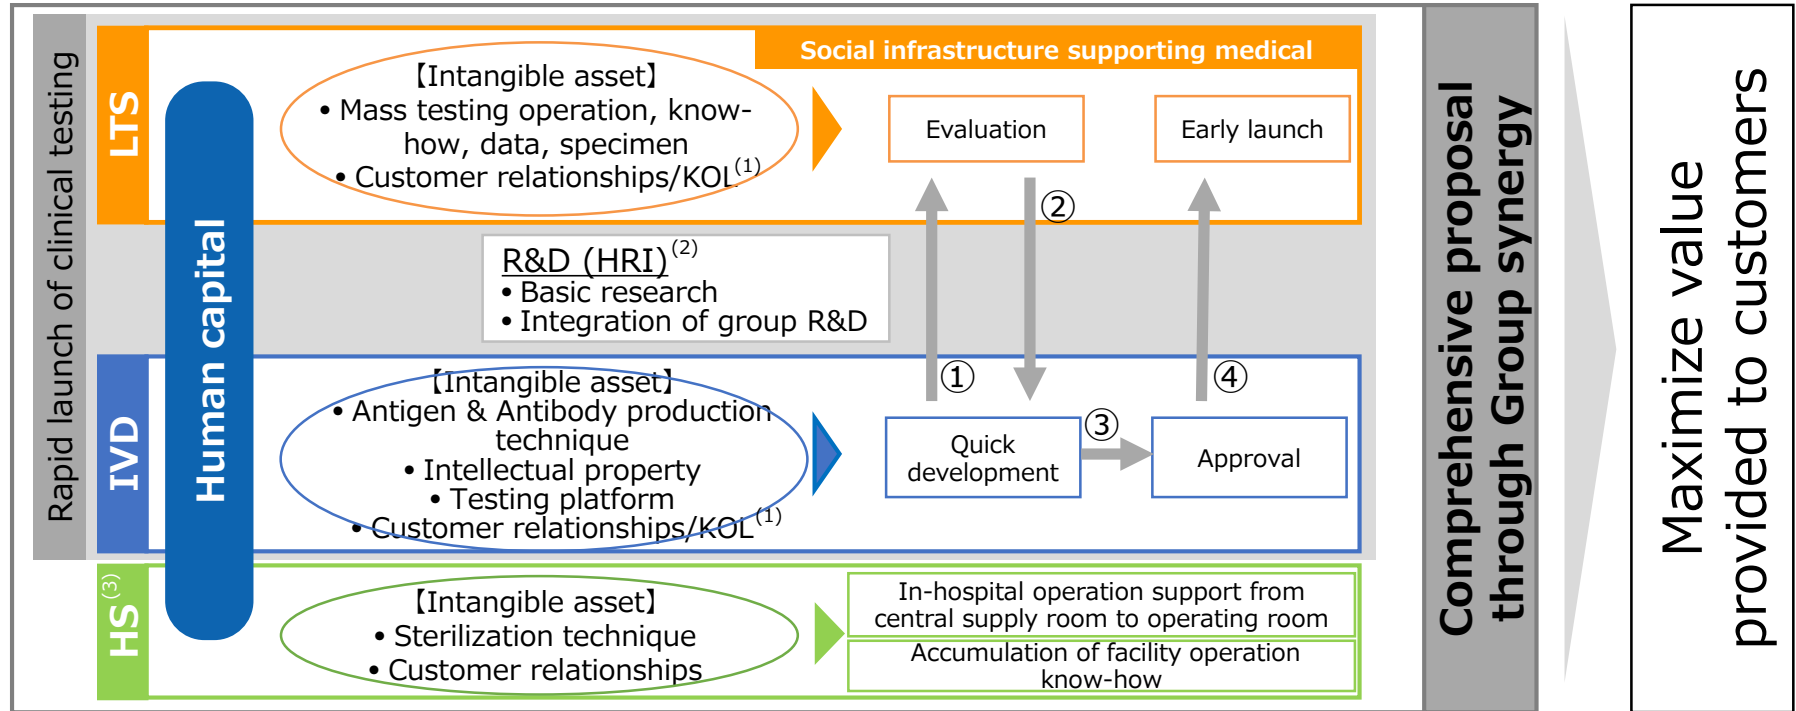 Rapid launch of clinical testing
LTS
Human capital
【Intangible asset】
• Mass testing operation, know-
how, data, specimen
• Customer relationships/KOL(1)
Social infrastructure supporting medical
Evaluation
Early launch
②
R&D (HRI)(2)
• Basic research
• Integration of group R&D
①
④
IVD
【Intangible asset】
• Antigen & Antibody production
technique
• Intellectual property
• Testing platform
• Customer relationships/KOL(1)
Quick
development
③
Approval
HS(3)
【Intangible asset】
• Sterilization technique
• Customer relationships
In-hospital operation support from
central supply room to operating room
Accumulation of facility operation
know-how
Comprehensive proposal
through Group synergy
Maximize value
provided to customers